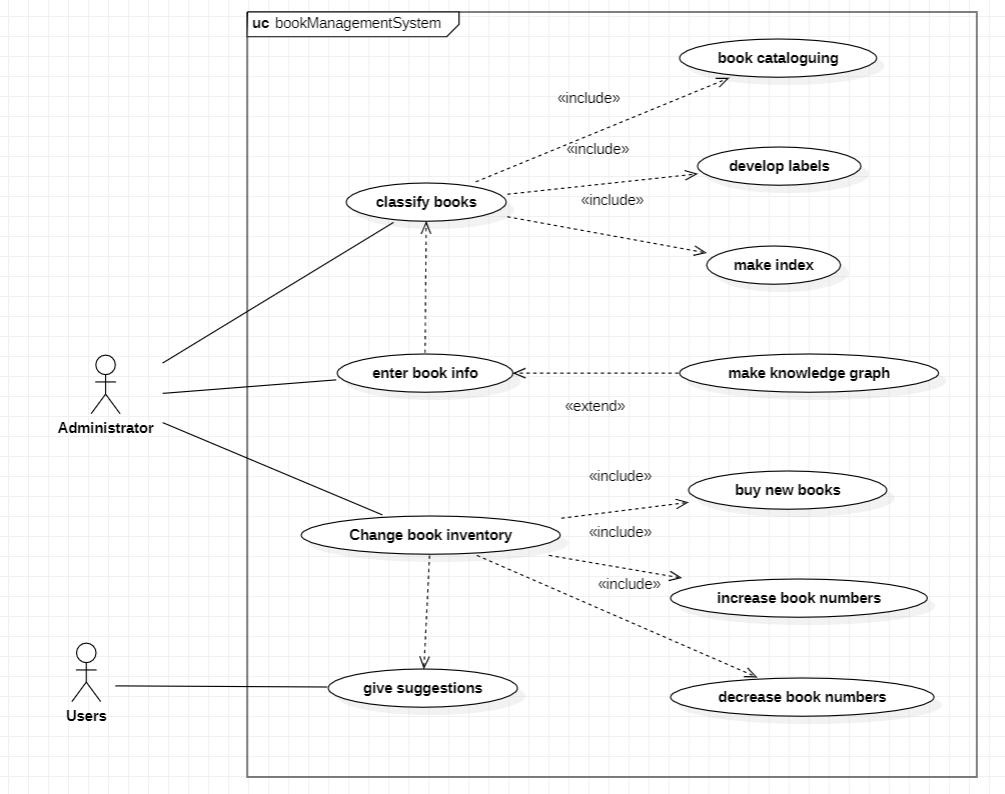 uc bookManagementSystem
book cataloguing
«include»
«include»
develop labels
classify books
«include»
make index
enter book info
make knowledge graph
«extend»
Administrator
«include»
buy new books
Change book inventory
«include»
«include»
increase book numbers
give suggestions
decrease book numbers
Users